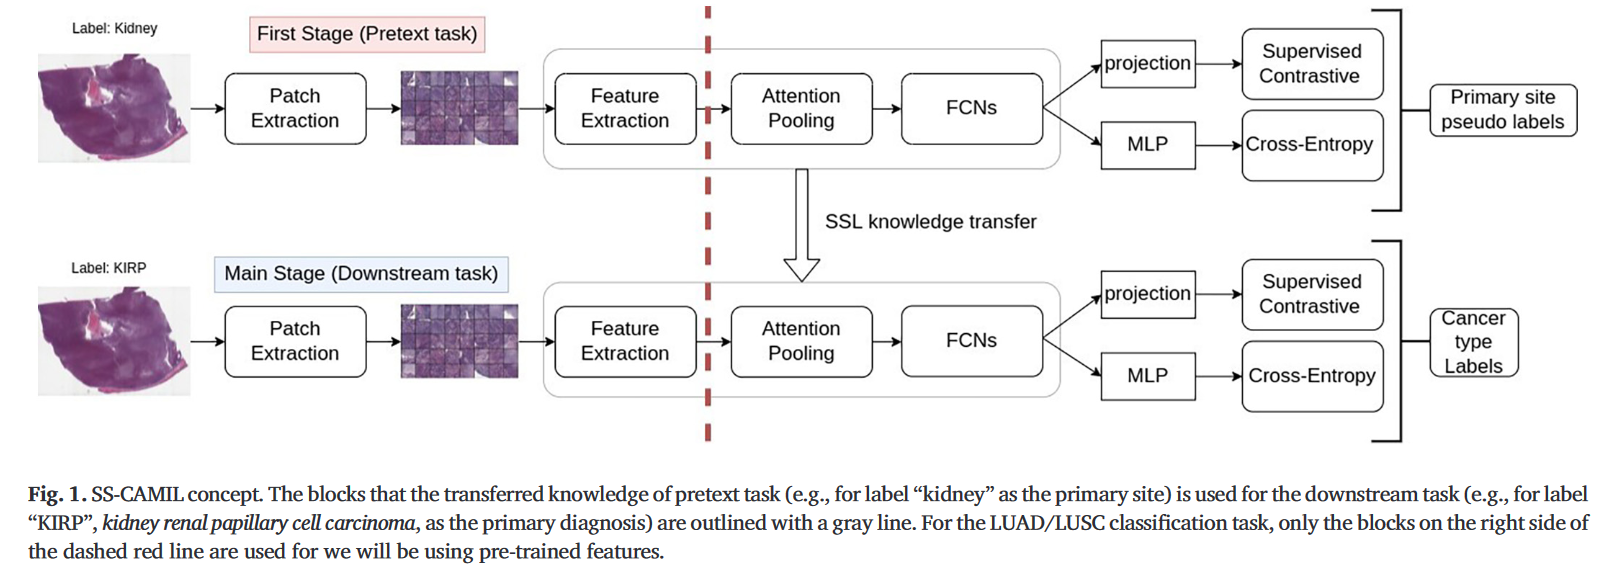 Label: Kidney
First Stage (Pretext task)
Patch
Extraction
Feature
Extraction
Attention
Pooling
FCNs
projection
MLP
Supervised
Contrastive
Cross-Entropy
Primary site
pseudo labels
SSL knowledge transfer
Label: KIRP
Main Stage (Downstream task)
Patch
Extraction
Feature
Extraction
Attention
Pooling
FCNs
projection
MLP
Supervised
Contrastive
Cross-Entropy
Cancer
type
Labels
Fig. 1. SS-CAMIL concept. The blocks that the transferred knowledge of pretext task (e.g., for label “kidney” as the primary site) is used for the downstream task (e.g., for label
“KIRP”, kidney renal papillary cell carcinoma, as the primary diagnosis) are outlined with a gray line. For the LUAD/LUSC classification task, only the blocks on the right side of
the dashed red line are used for we will be using pre-trained features.